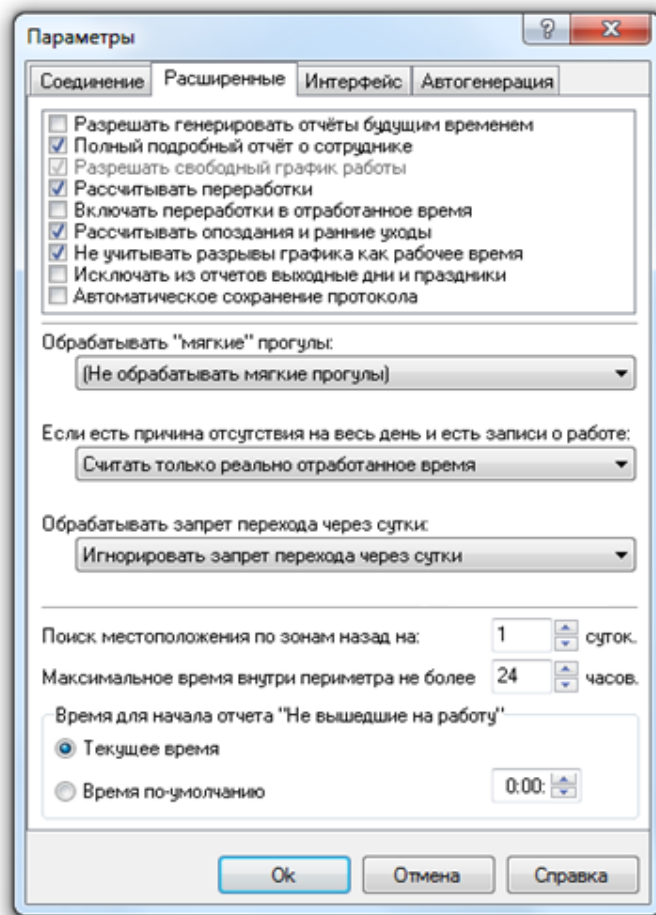 Параметры
Соединение Расширенные Интерфейс Автогенерация
Разрешать генерировать отчёты будущим временем
Полный подробный отчёт о сотруднике
Разрешать свободный график работы
Рассчитывать переработки
Включать переработки в отработанное время
Рассчитывать опоздания и ранние уходы
Не учитывать разрывы графика как рабочее время
Исключать из отчетов выходные дни и праздники
Автоматическое сохранение протокола
Обрабатывать "мягкие" прогулы:
(Не обрабатывать мягкие прогулы)
Если есть причина отсутствия на весь день и есть записи о работе:
Считать только реально отработанное время
Обрабатывать запрет перехода через сутки:
Игнорировать запрет перехода через сутки
Поиск местоположения по зонам назад на: 1 суток.
Максимальное время внутри периметра не более 24 часов.
Время для начала отчета "Не вышедшие на работу"
Текущее время
Время по-умолчанию 0:00:
Ok Отмена Справка